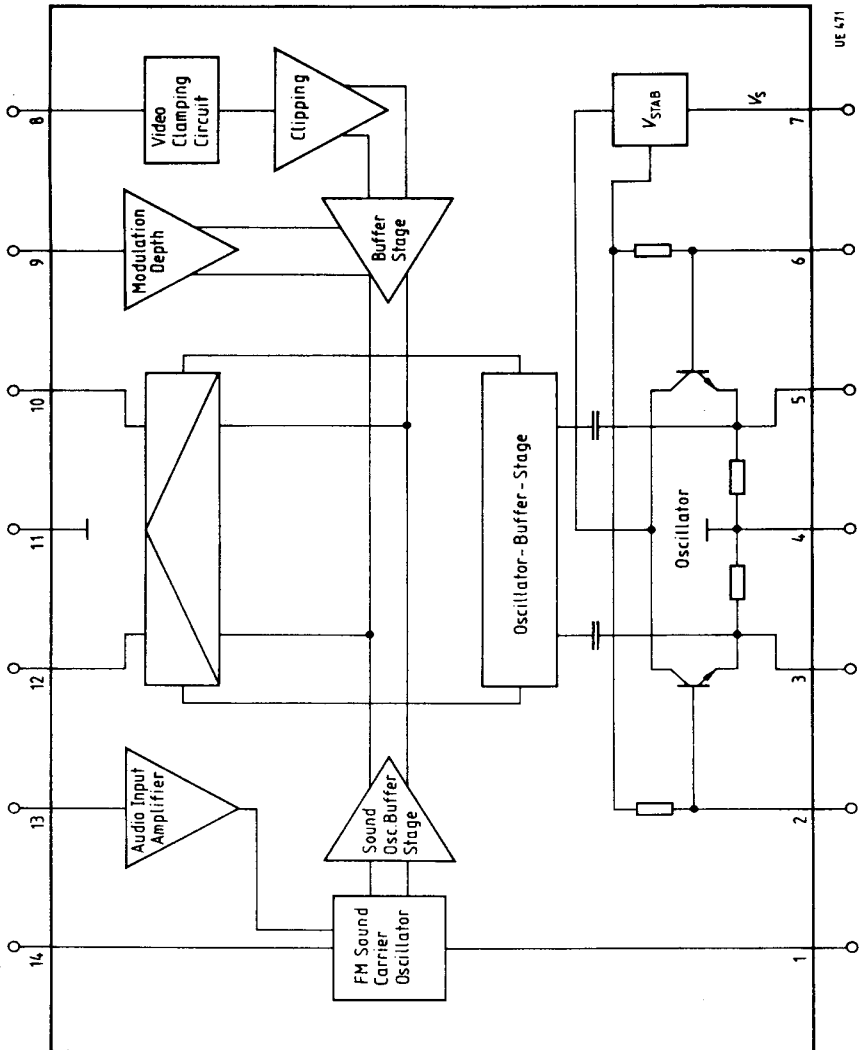 14
13
12
11
10
9
8
Audio Input
Amplifier
Modulation
Depth
Video
Clamping
Circuit
Clipping
FM Sound
Carrier
Oscillator
Sound
Osc.Buffer
Stage
Buffer
Stage
Oscillator-Buffer-Stage
Oscillator
VSTAB
VS
1
2
3
4
5
6
7
UE 471